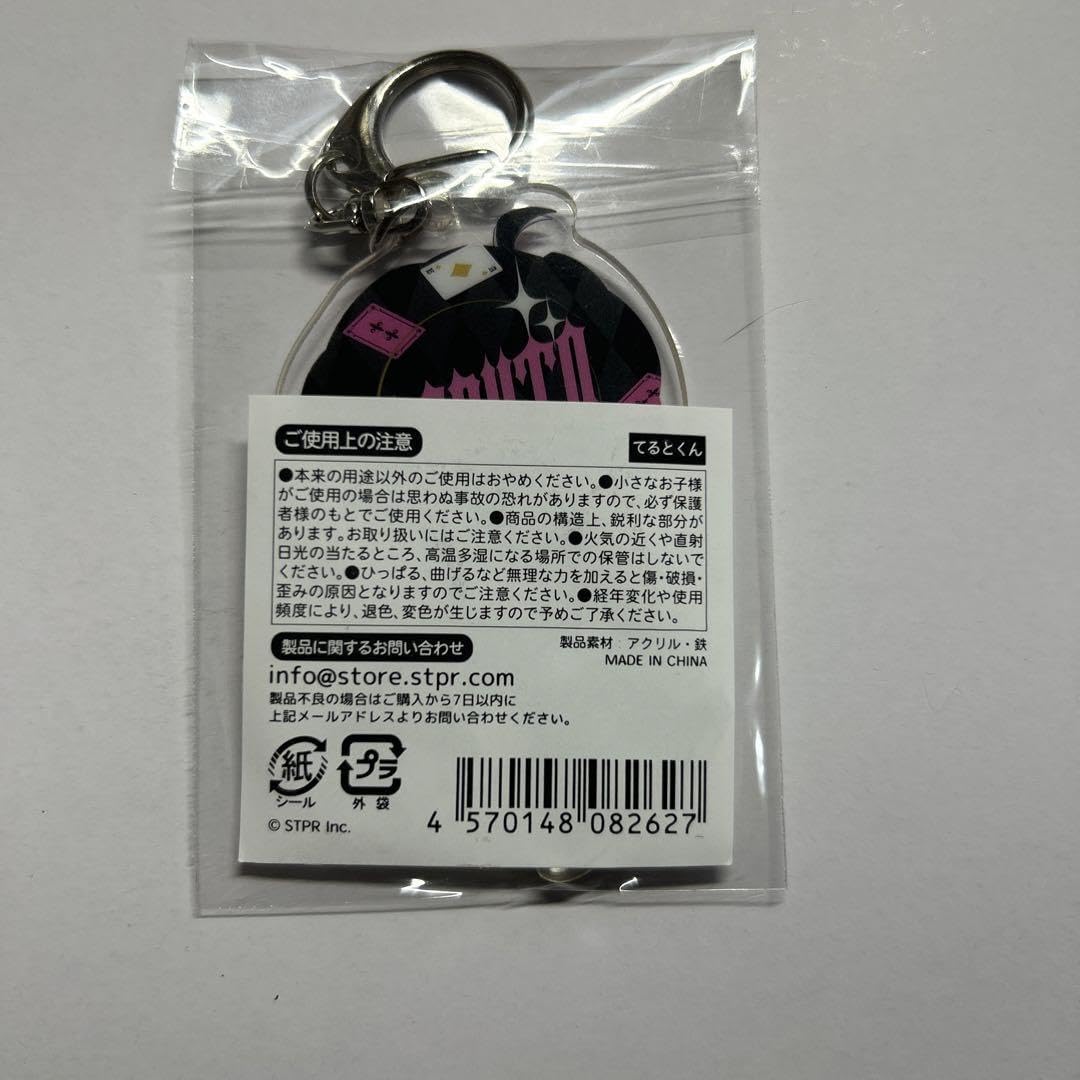 ご使用上の注意
てるとくん
●本来の用途以外のご使用はおやめください。●小さなお子様
がご使用の場合は思わぬ事故の恐れがありますので、必ず保護
者様のもとでご使用ください。●商品の構造上、鋭利な部分が
あります。お取り扱いにはご注意ください。●火気の近くや直射
日光の当たるところ、高温多湿になる場所での保管はしないで
ください。●ひっぱる、曲げるなど無理な力を加えると傷・破損・
歪みの原因となりますのでご注意ください。●経年変化や使用
頻度により、退色、変色が生じますので予めご了承ください。
製品に関するお問い合わせ
製品素材：アクリル・鉄
MADE IN CHINA
info@store.stpr.com
製品不良の場合はご購入から7日以内に
上記メールアドレスよりお問い合わせください。
紙
シール
プラ
外 袋
© STPR Inc.
4 570148 082627